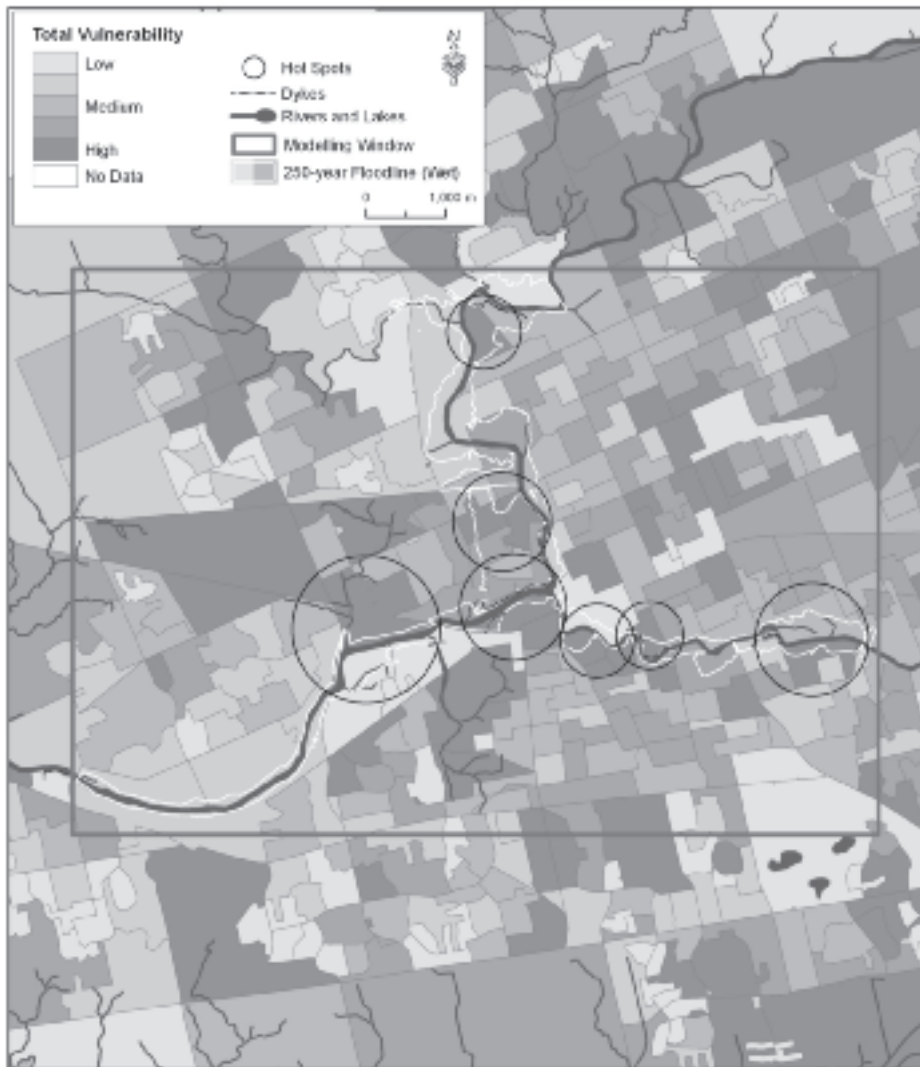 Total Vulnerability
Low
Medium
High
No Data
N
Hot Spots
Dykes
Rivers and Lakes
Modelling Window
250-year Floodline (Wet)
0 1,000 m